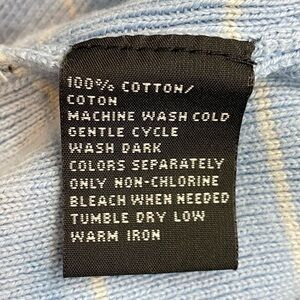 100% COTTON/
COTON
MACHINE WASH COLD
GENTLE CYCLE
WASH DARK
COLORS SEPARATELY
ONLY NON-CHLORINE
BLEACH WHEN NEEDED
TUMBLE DRY LOW
WARM IRON